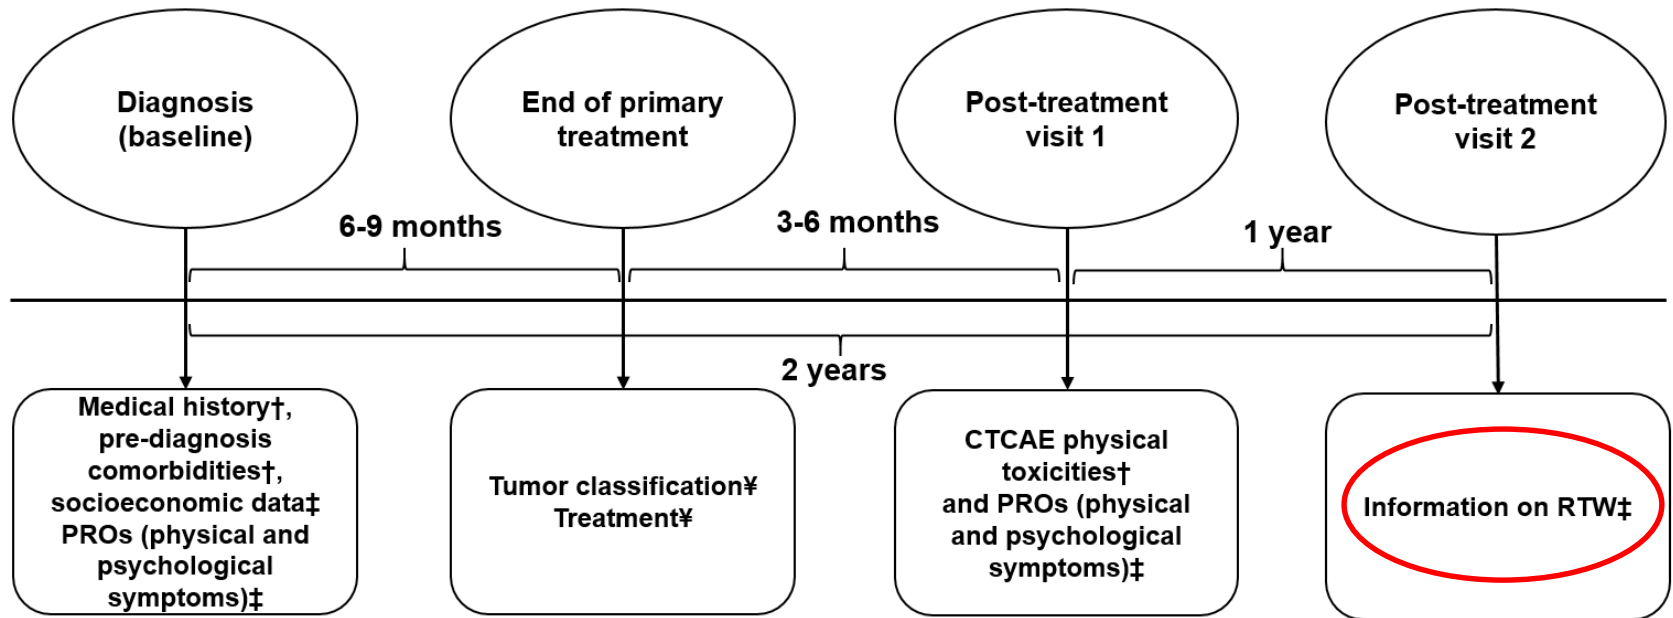 Diagnosis
(baseline)
End of primary
treatment
Post-treatment
visit 1
Post-treatment
visit 2
6-9 months
3-6 months
1 year
2 years
Medical history†,
pre-diagnosis
comorbidities†,
socioeconomic data‡
PROs (physical and
psychological
symptoms)‡
Tumor classification¥
Treatment¥
CTCAE physical
toxicities†
and PROs (physical
and psychological
symptoms)‡
Information on RTW‡